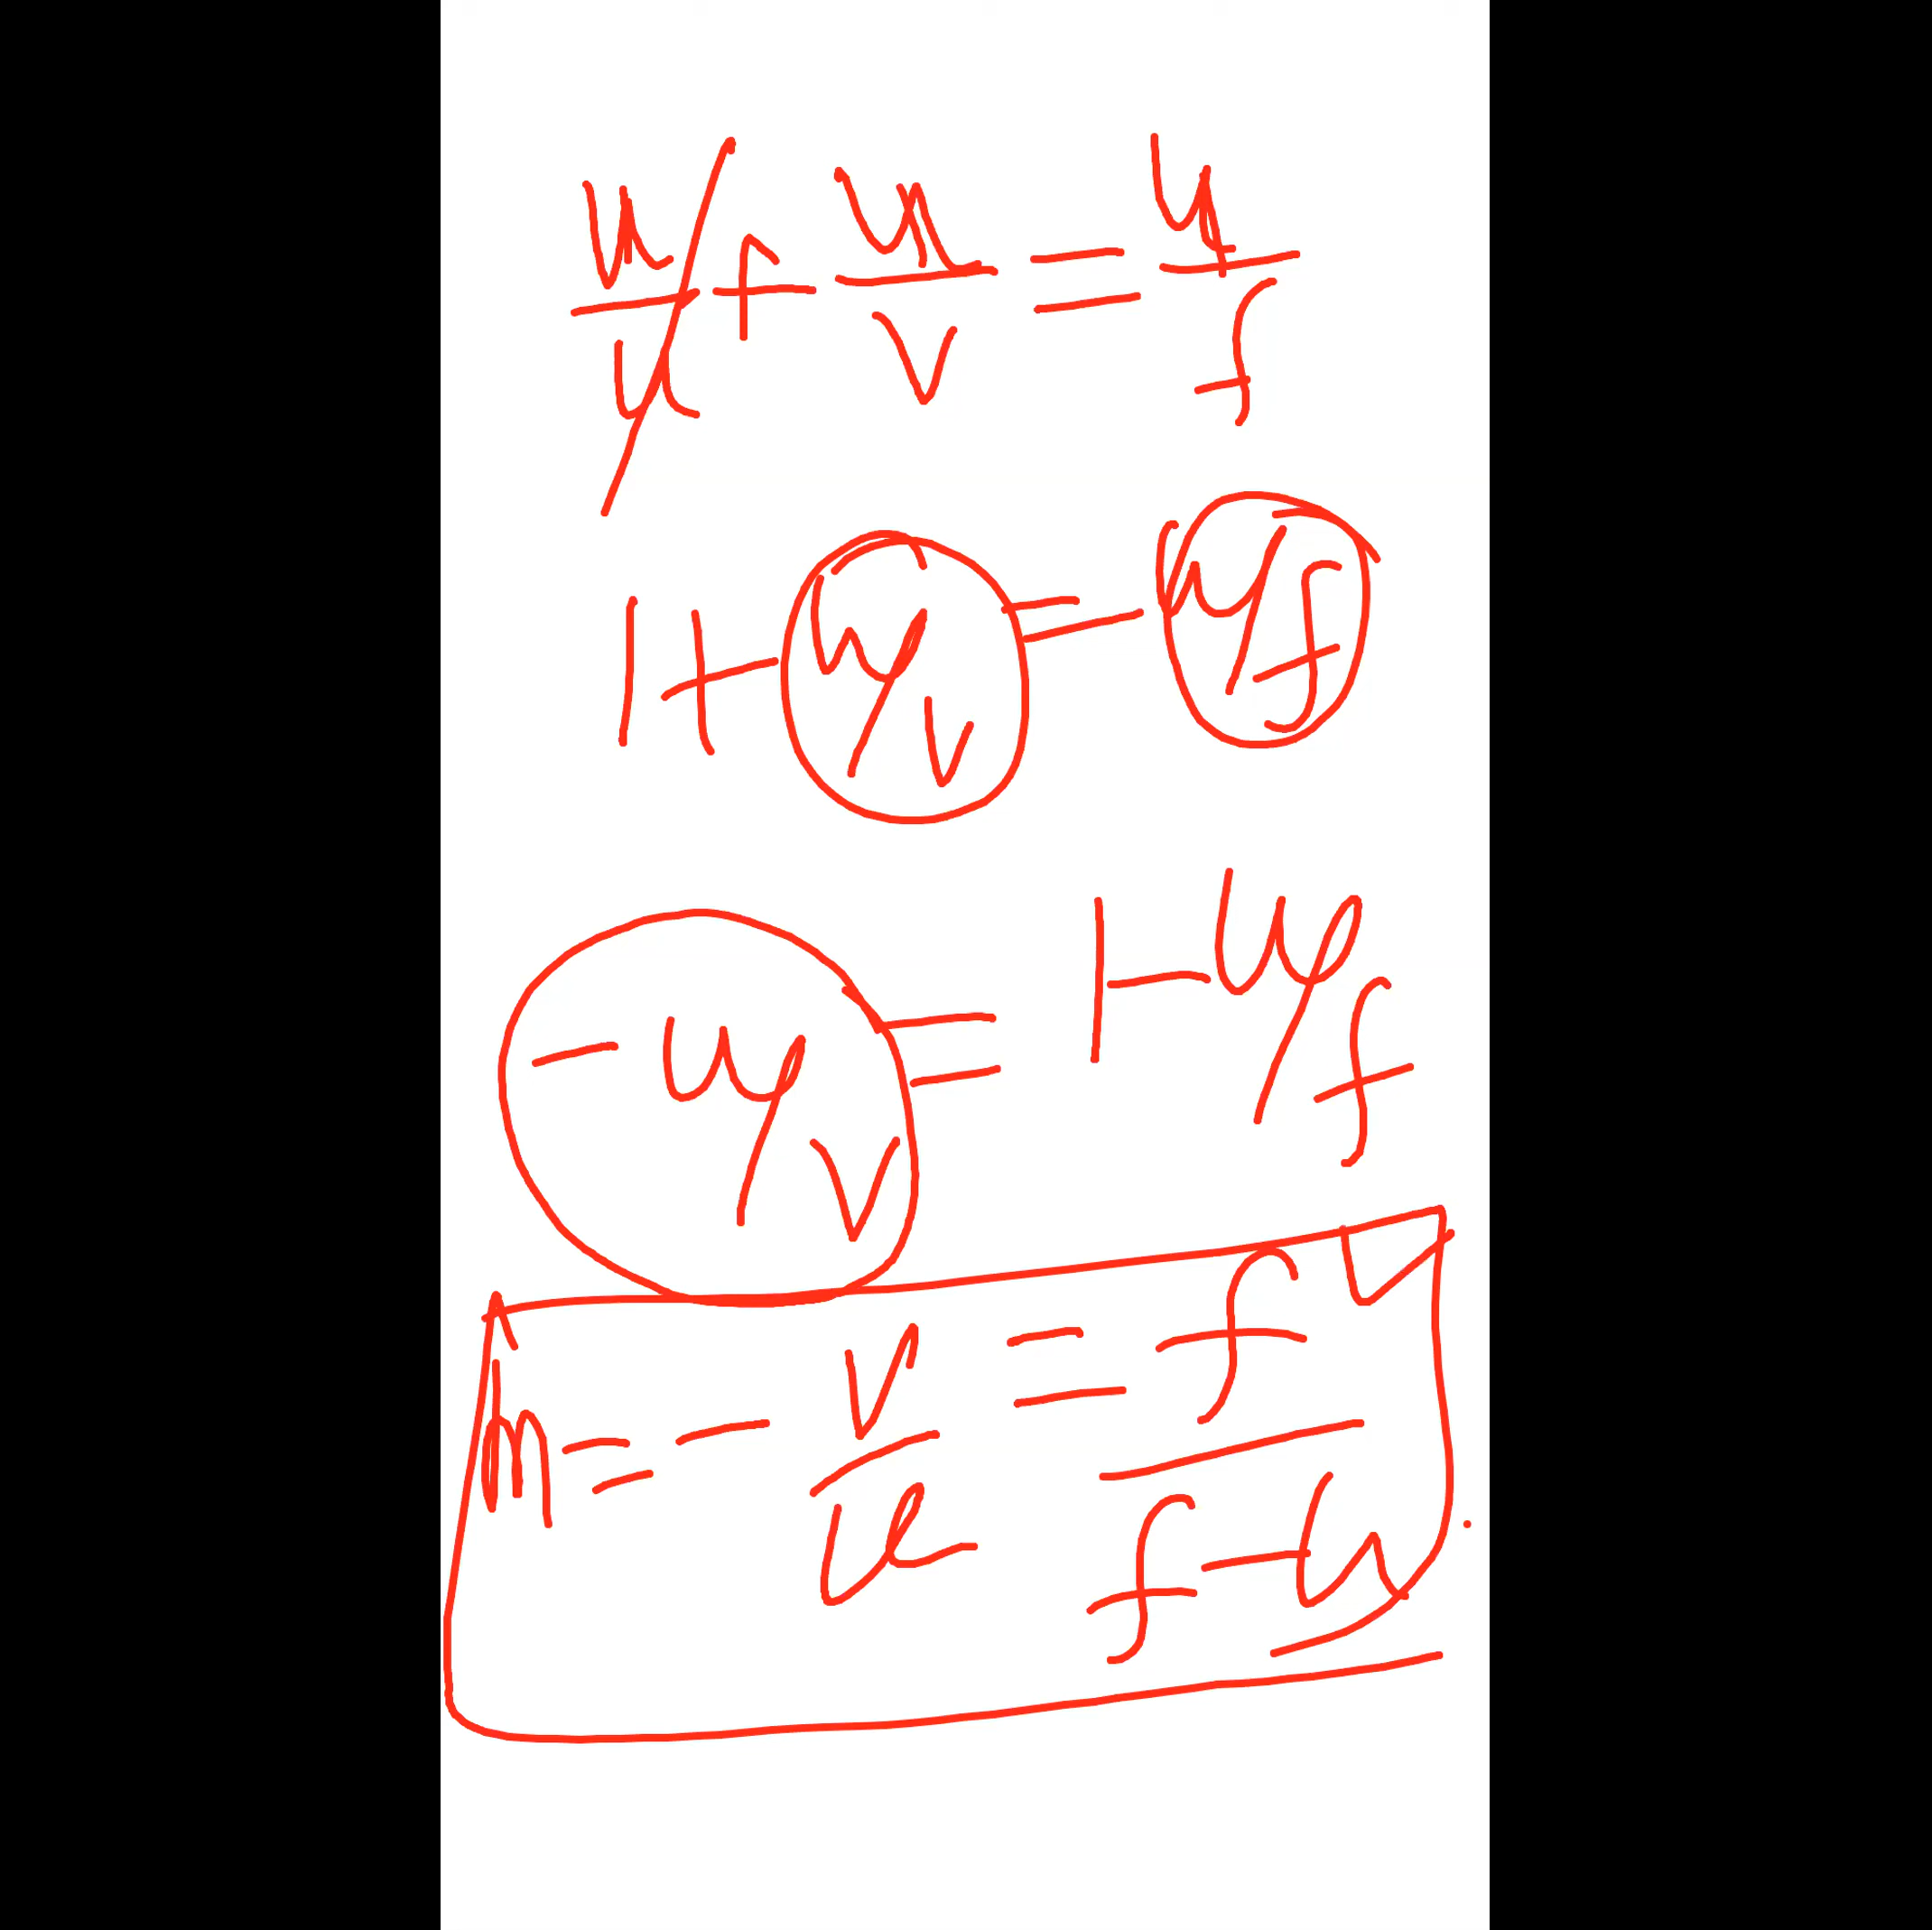 u/u + u/v = u/f
1 + u/v = u/f
- u/v = 1 - u/f
m = - v/u = f/(f - u)